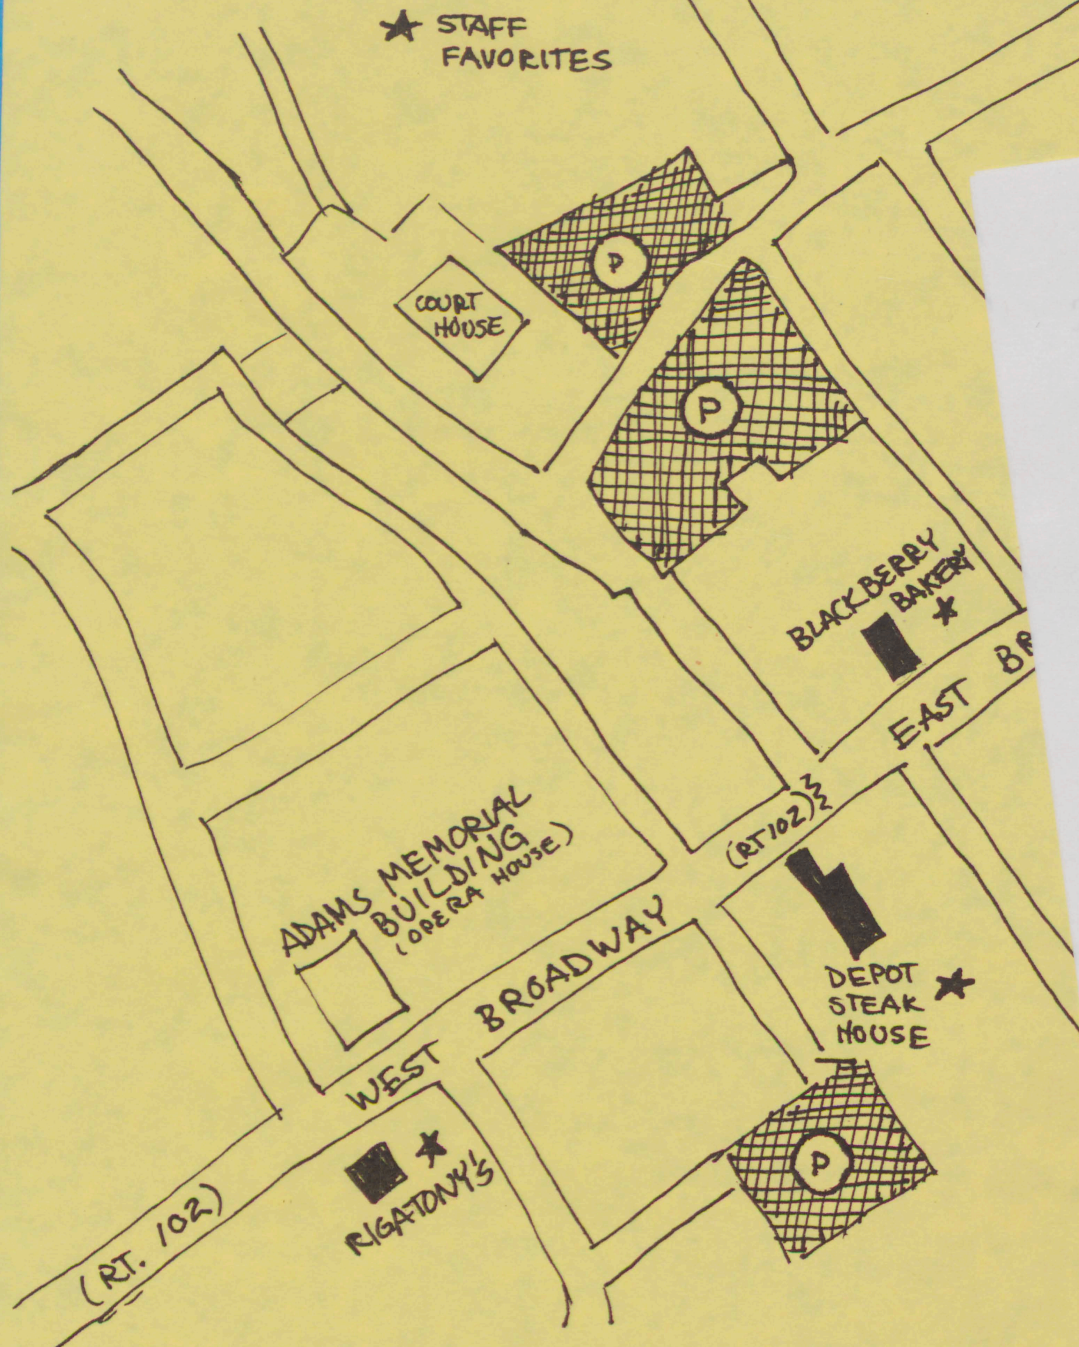 ★ STAFF
FAVORITES
P
COURT
HOUSE
P
BLACKBERRY
BAKERY ★
EAST BR
(RT 102)
ADAMS MEMORIAL
BUILDING
(OPERA HOUSE)
WEST BROADWAY
DEPOT ★
STEAK
HOUSE
P
RIGATONY'S ★
(RT. 102)